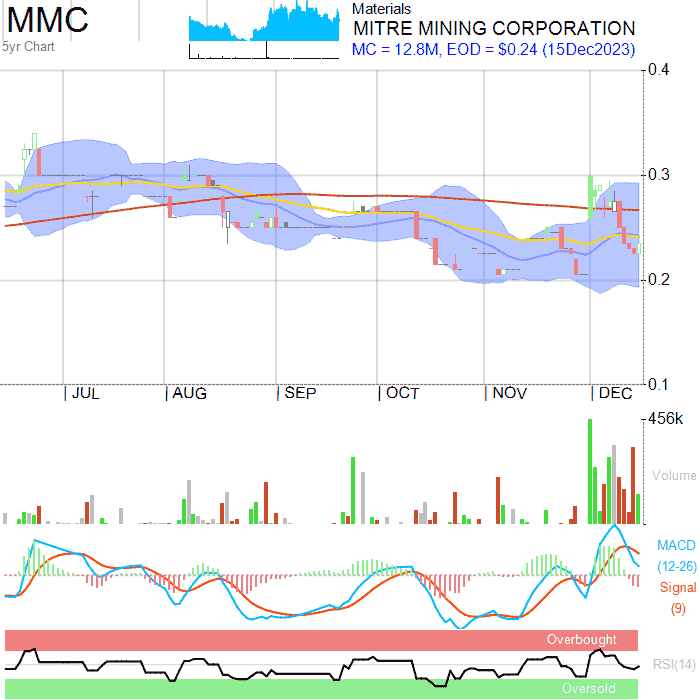 MMC
5yr Chart
Materials
MITRE MINING CORPORATION
MC = 12.8M, EOD = $0.24 (15Dec2023)
0.4
0.3
0.2
0.1
| JUL | AUG | SEP | OCT | NOV | DEC
456k
Volume
MACD
(12-26)
Signal
(9)
Overbought
RSI(14)
Oversold